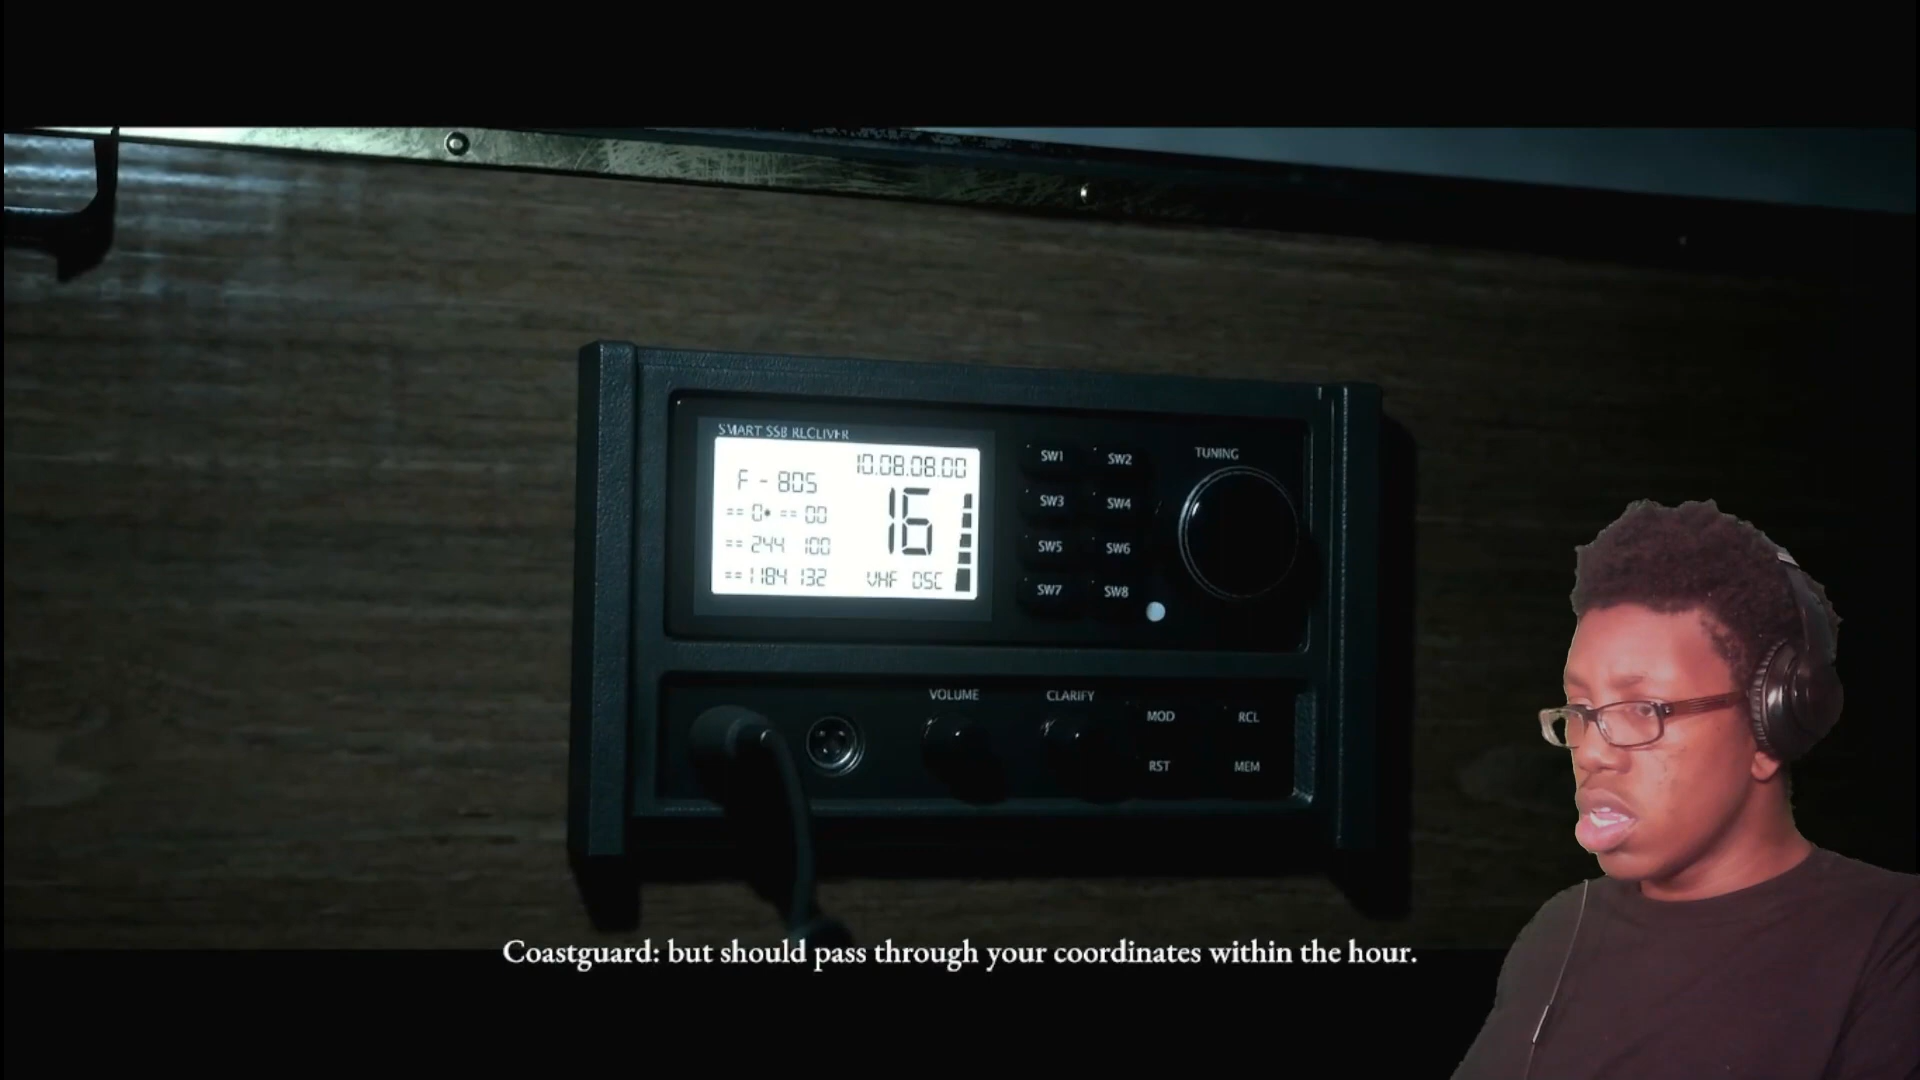 SMART SSB RECEIVER
10.08.08.00
F - 805
16
== 0• == 00
== 244 100
== 1184 132
VHF DSC
SW1 SW2
SW3 SW4
SW5 SW6
SW7 SW8
TUNING
VOLUME CLARIFY
MOD RCL
RST MEM
Coastguard: but should pass through your coordinates within the hour.